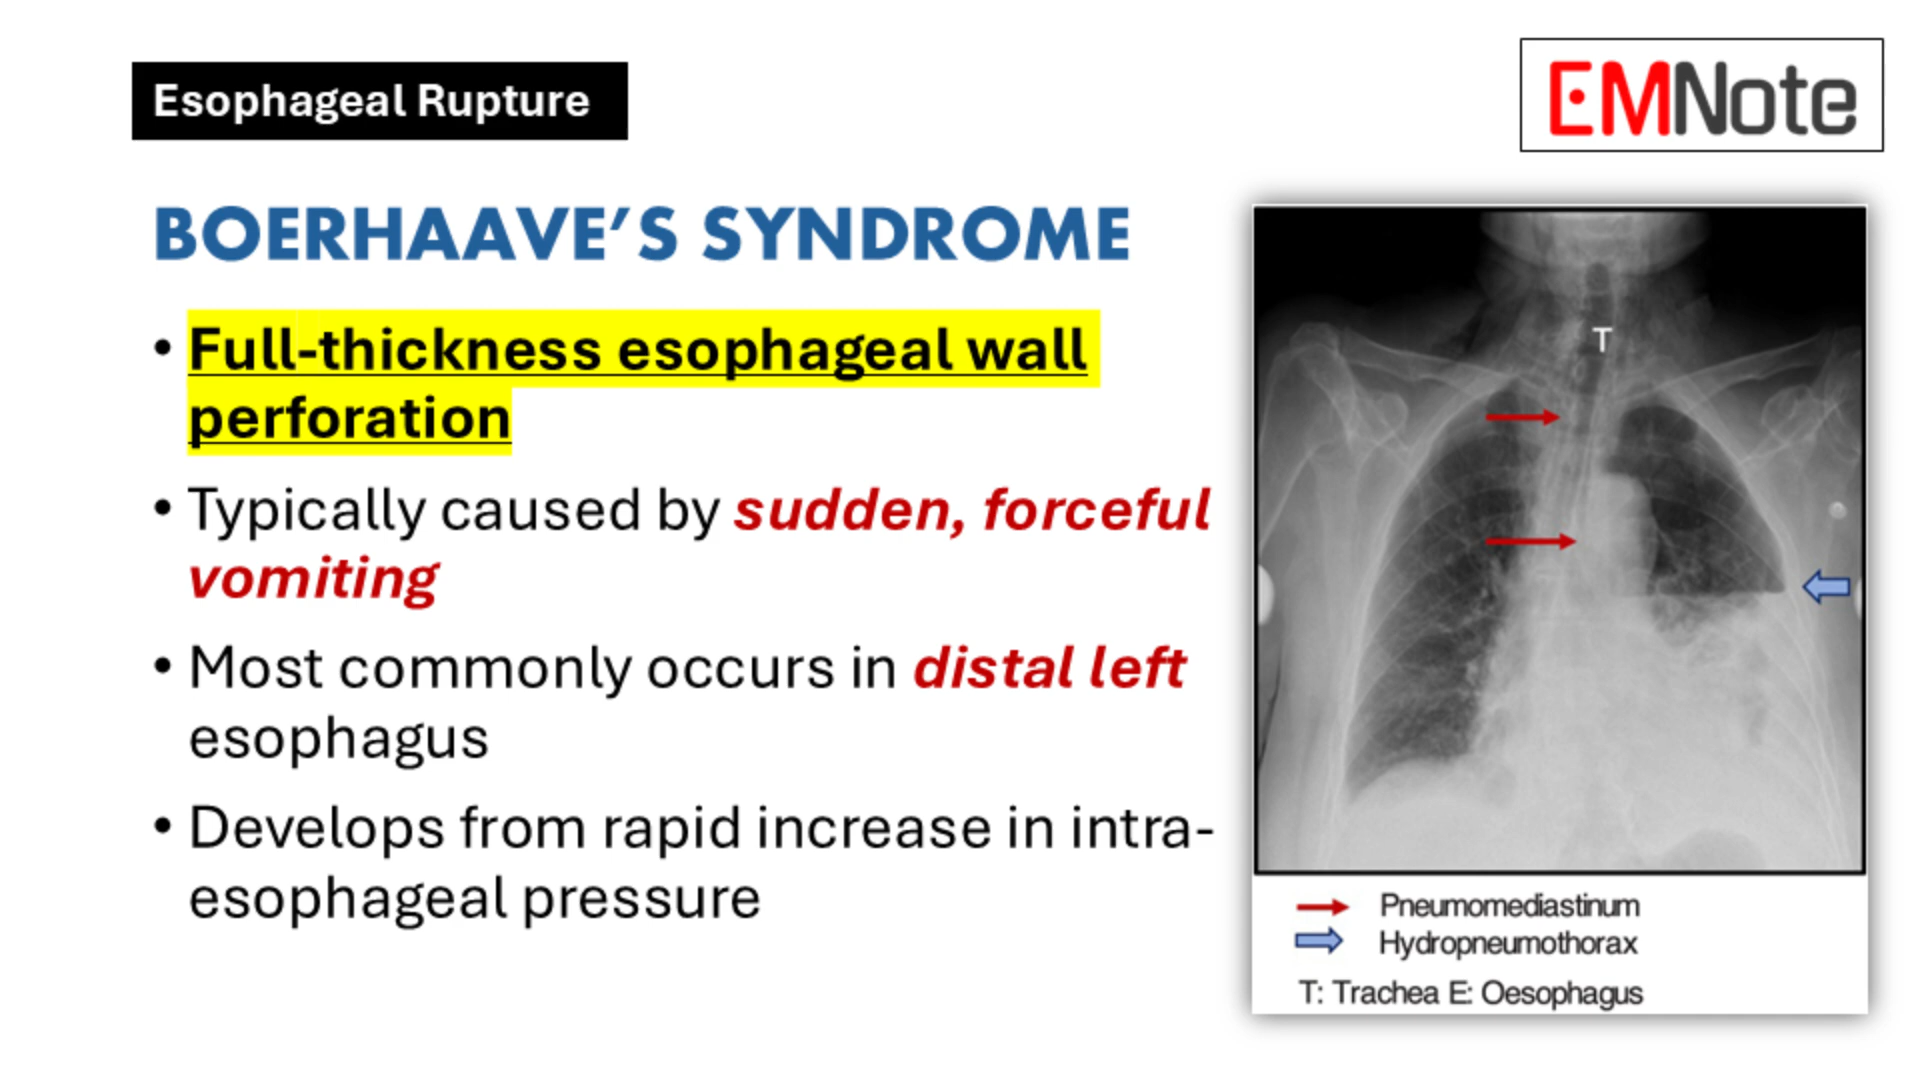 Esophageal Rupture
EMNote
BOERHAAVE’S SYNDROME
• Full-thickness esophageal wall
perforation
• Typically caused by sudden, forceful
vomiting
• Most commonly occurs in distal left
esophagus
• Develops from rapid increase in intra-
esophageal pressure
T
Pneumomediastinum
Hydropneumothorax
T: Trachea E: Oesophagus